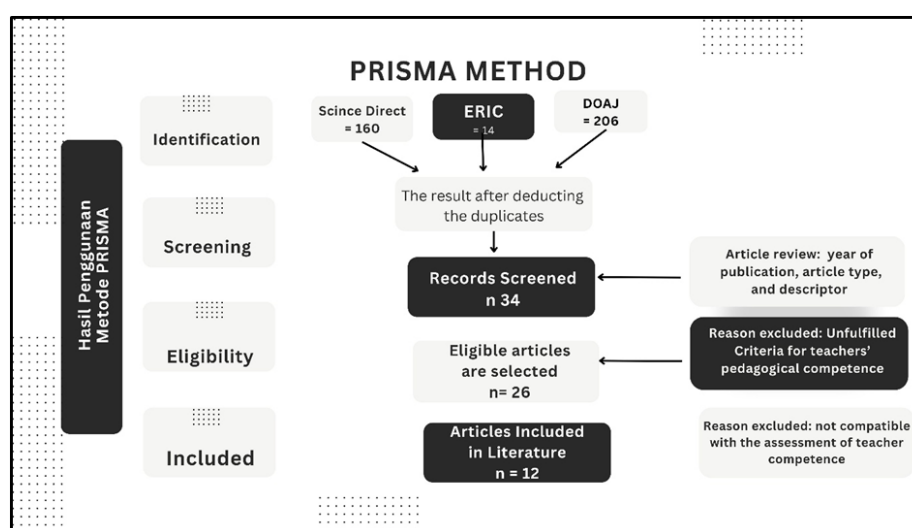 PRISMA METHOD
Hasil Penggunaan
Metode PRISMA
Identification
Scince Direct
= 160
ERIC
= 14
DOAJ
= 206
The result after deducting
the duplicates
Screening
Records Screened
n 34
Article review: year of
publication, article type,
and descriptor
Eligibility
Eligible articles
are selected
n= 26
Reason excluded: Unfulfilled
Criteria for teachers'
pedagogical competence
Included
Articles Included
in Literature
n = 12
Reason excluded: not compatible
with the assessment of teacher
competence